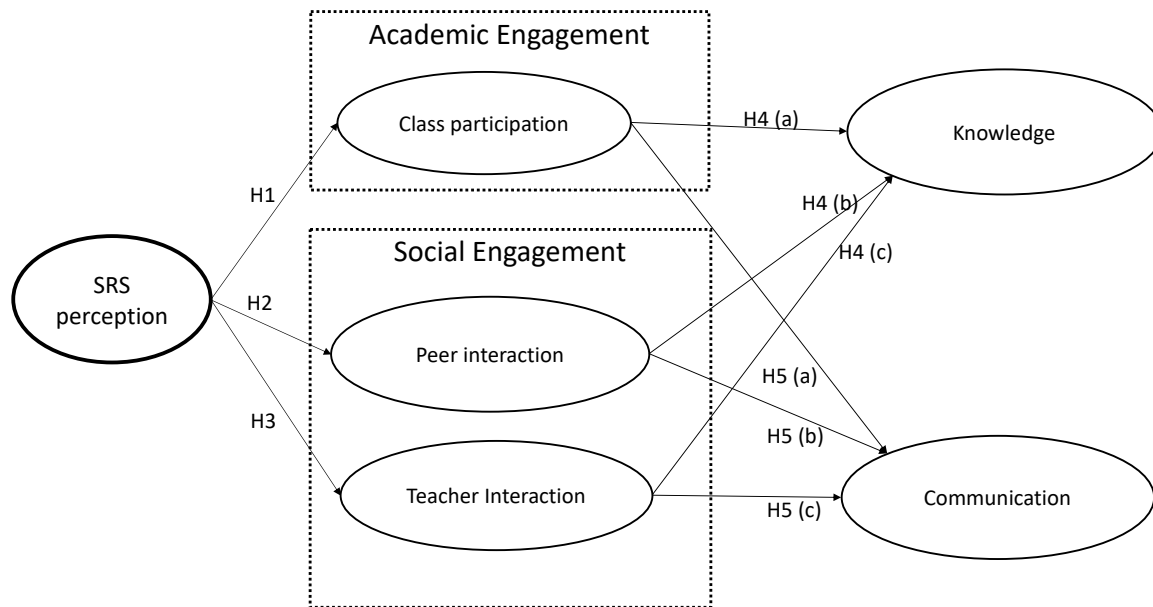 Academic Engagement
Class participation
H4 (a)
Knowledge
H1
H4 (b)
H4 (c)
Social Engagement
SRS
perception
H2
Peer interaction
H5 (a)
H3
H5 (b)
Teacher Interaction
H5 (c)
Communication